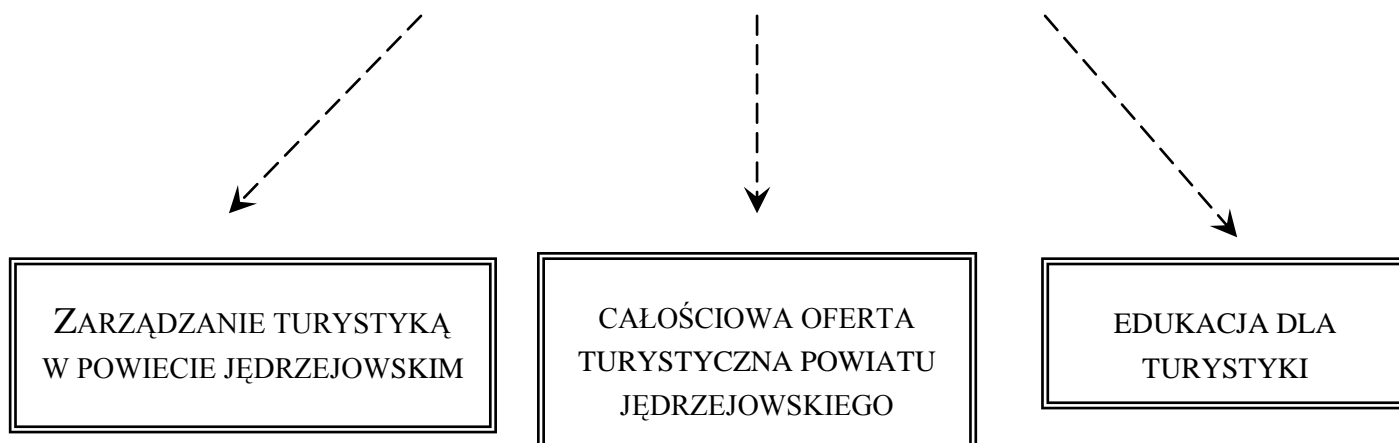 ZARZĄDZANIE TURYSTYKĄ
W POWIECIE JĘDRZEJOWSKIM
CAŁOŚCIOWA OFERTA
TURYSTYCZNA POWIATU
JĘDRZEJOWSKIEGO
EDUKACJA DLA
TURYSTYKI